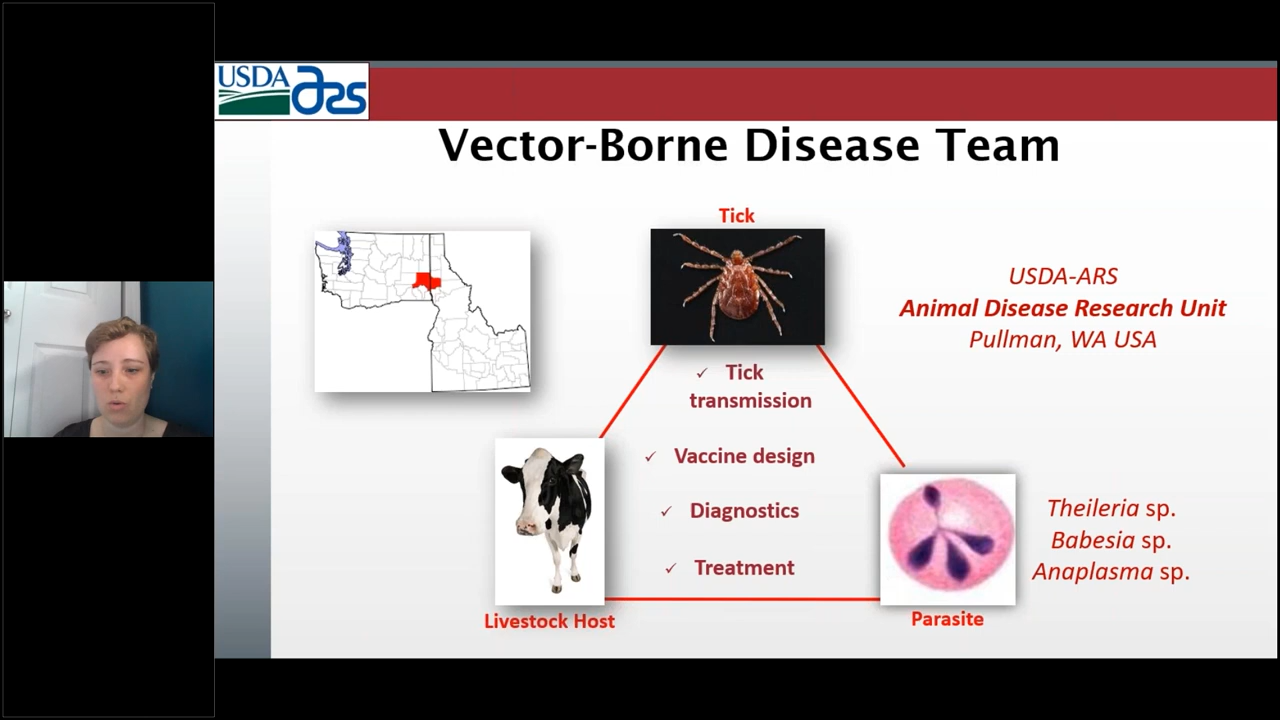 USDA ars
Vector-Borne Disease Team
Tick
USDA-ARS
Animal Disease Research Unit
Pullman, WA USA
✓ Tick
transmission
✓ Vaccine design
✓ Diagnostics
✓ Treatment
Livestock Host
Theileria sp.
Babesia sp.
Anaplasma sp.
Parasite